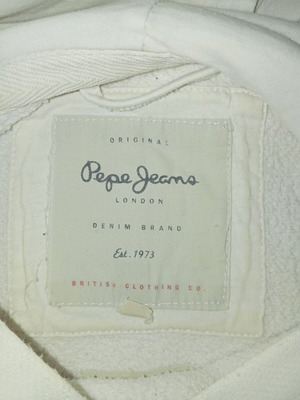 ORIGINAL
Pepe Jeans
LONDON
DENIM BRAND
Est. 1973
BRITISH CLOTHING CO.